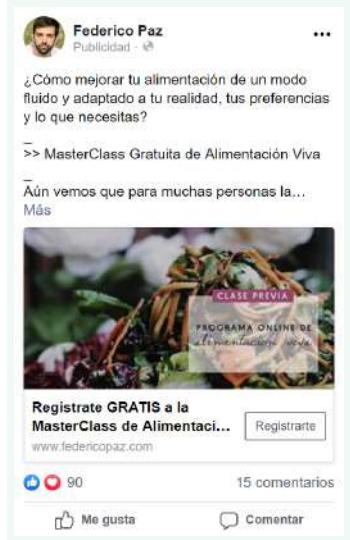 Federico Paz
Publicidad ·
¿Cómo mejorar tu alimentación de un modo
fluido y adaptado a tu realidad, tus preferencias
y lo que necesitas?
_
>> MasterClass Gratuita de Alimentación Viva
_
Aún vemos que para muchas personas la...
Más
CLASE PREVIA
PROGRAMA ONLINE DE
alimentación viva
Registrate GRATIS a la
MasterClass de Alimentaci...
Registrarte
www.federicopaz.com
90
15 comentarios
Me gusta
Comentar